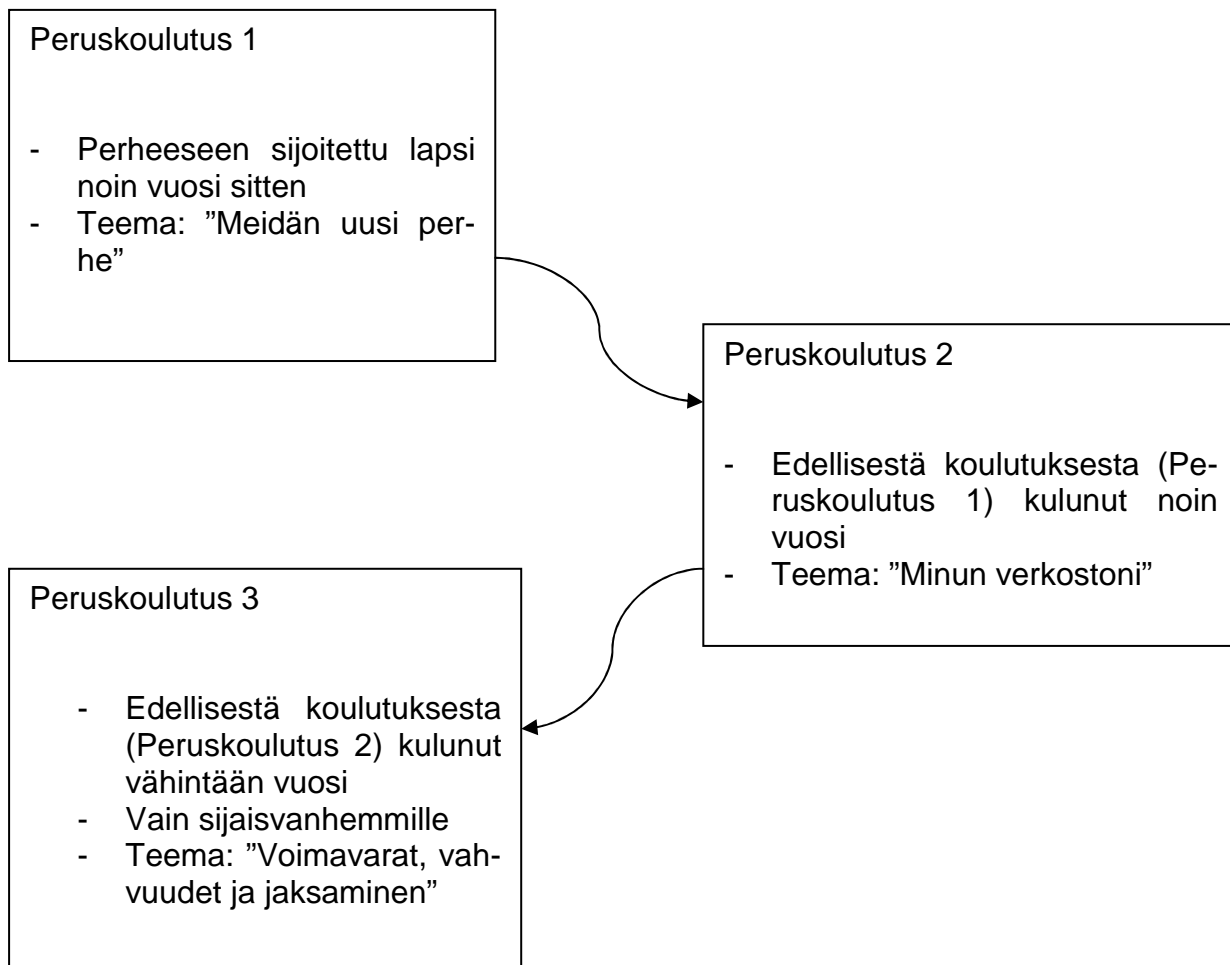 Peruskoulutus 1
- Perheeseen sijoitettu lapsi
noin vuosi sitten
- Teema: ”Meidän uusi per-
he”
Peruskoulutus 2
- Edellisestä koulutuksesta (Pe-
ruskoulutus 1) kulunut noin
vuosi
- Teema: ”Minun verkostoni”
Peruskoulutus 3
- Edellisestä koulutuksesta
(Peruskoulutus 2) kulunut
vähintään vuosi
- Vain sijaisvanhemmille
- Teema: ”Voimavarat, vah-
vuudet ja jaksaminen”